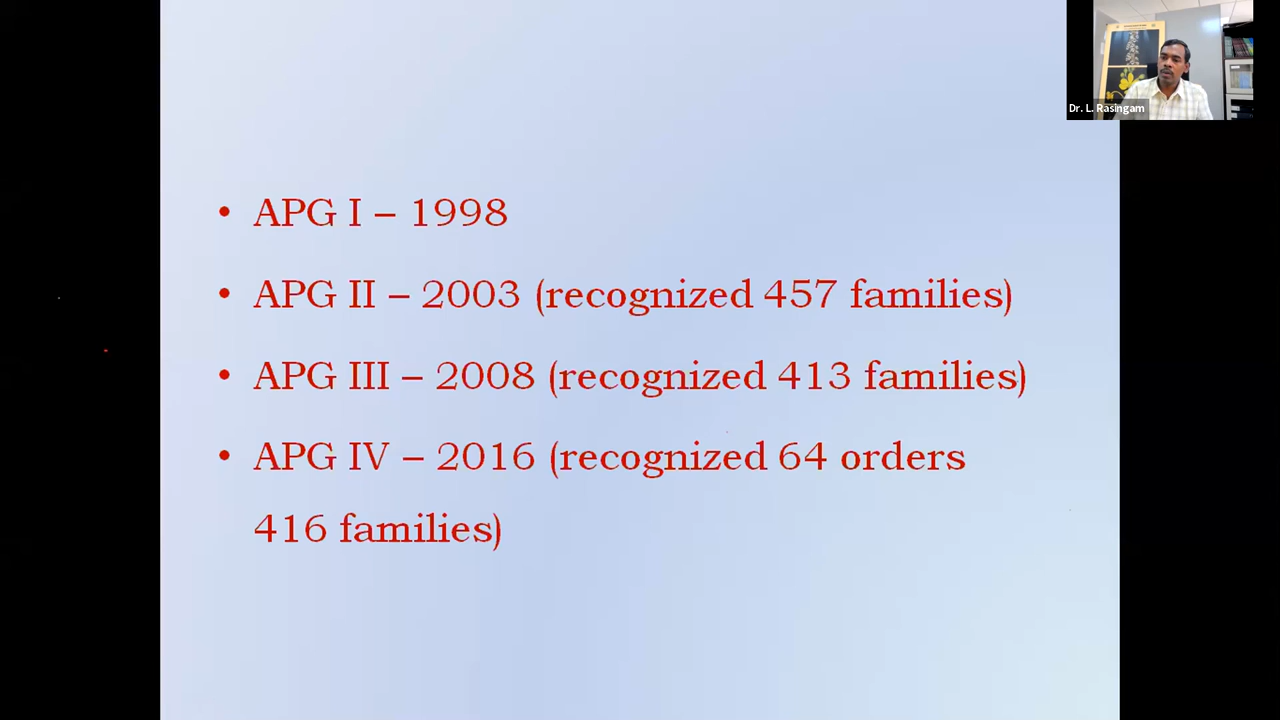 Dr. L. Rasingam
• APG I – 1998
• APG II – 2003 (recognized 457 families)
• APG III – 2008 (recognized 413 families)
• APG IV – 2016 (recognized 64 orders
416 families)